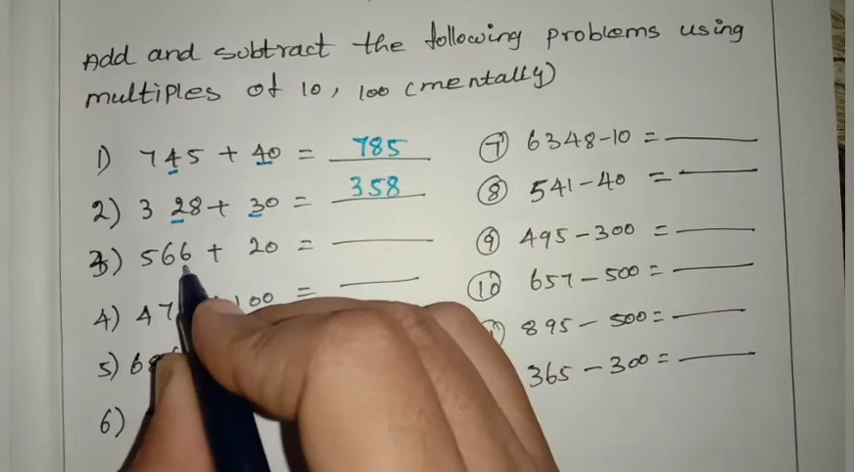 Add and subtract the following problems using
multiples of 10, 100 (mentally)
1) 745 + 40 = 785
2) 328 + 30 = 358
3) 566 + 20 =
4) 47 100 =
5) 6
6)
7 6348-10 =
8 541-40 =
9 495-300 =
10 657-500 =
895-500 =
365-300 =